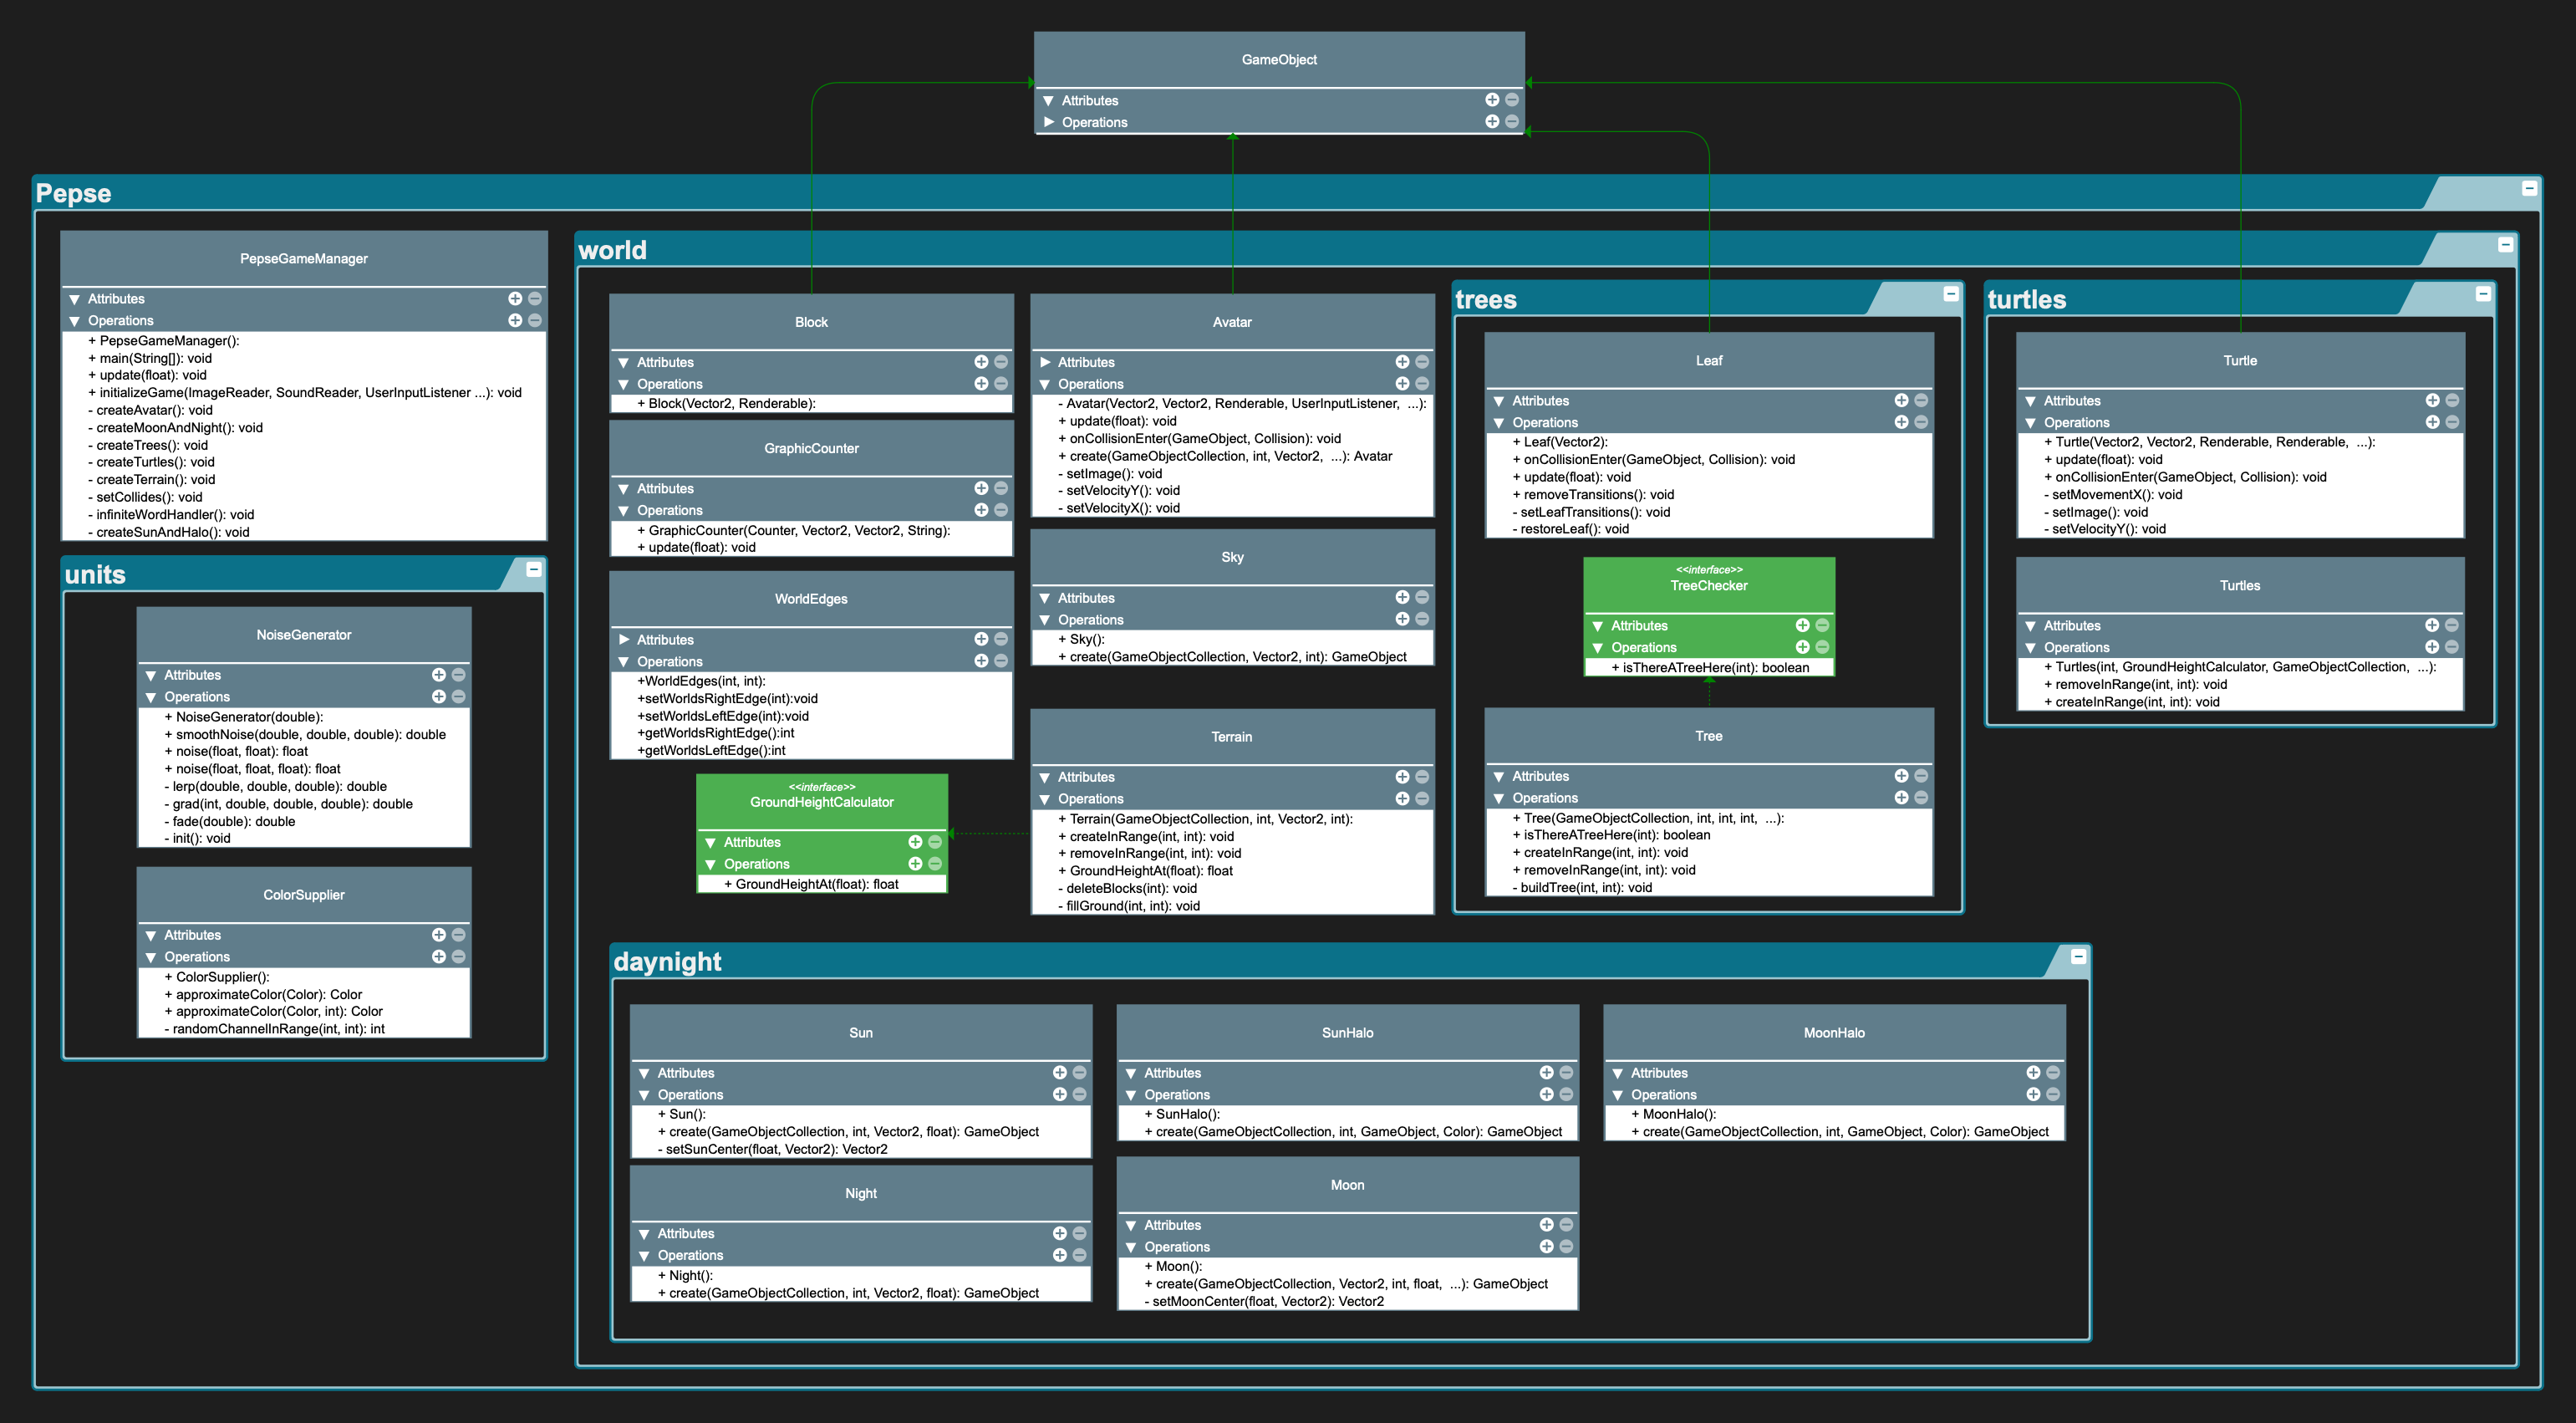 GameObject
Attributes
Operations
Pepse
PepseGameManager
Attributes
Operations
+ PepseGameManager():
+ main(String[]): void
+ update(float): void
+ initializeGame(ImageReader, SoundReader, UserInputListener ...): void
- createAvatar(): void
- createMoonAndNight(): void
- createTrees(): void
- createTurtles(): void
- createTerrain(): void
- setCollides(): void
- infiniteWordHandler(): void
- createSunAndHalo(): void
units
NoiseGenerator
Attributes
Operations
+ NoiseGenerator(double):
+ smoothNoise(double, double, double): double
+ noise(float, float): float
+ noise(float, float, float): float
- lerp(double, double, double): double
- grad(int, double, double, double): double
- fade(double): double
- init(): void
ColorSupplier
Attributes
Operations
+ ColorSupplier():
+ approximateColor(Color): Color
+ approximateColor(Color, int): Color
- randomChannelInRange(int, int): int
world
Block
Attributes
Operations
+ Block(Vector2, Renderable):
GraphicCounter
Attributes
Operations
+ GraphicCounter(Counter, Vector2, Vector2, String):
+ update(float): void
WorldEdges
Attributes
Operations
+WorldEdges(int, int):
+setWorldsRightEdge(int):void
+setWorldsLeftEdge(int):void
+getWorldsRightEdge():int
+getWorldsLeftEdge():int
<<interface>>
GroundHeightCalculator
Attributes
Operations
+ GroundHeightAt(float): float
Avatar
Attributes
Operations
- Avatar(Vector2, Vector2, Renderable, UserInputListener, ...):
+ update(float): void
+ onCollisionEnter(GameObject, Collision): void
+ create(GameObjectCollection, int, Vector2, ...): Avatar
- setImage(): void
- setVelocityY(): void
- setVelocityX(): void
Sky
Attributes
Operations
+ Sky():
+ create(GameObjectCollection, Vector2, int): GameObject
Terrain
Attributes
Operations
+ Terrain(GameObjectCollection, int, Vector2, int):
+ createInRange(int, int): void
+ removeInRange(int, int): void
+ GroundHeightAt(float): float
- deleteBlocks(int): void
- fillGround(int, int): void
trees
Leaf
Attributes
Operations
+ Leaf(Vector2):
+ onCollisionEnter(GameObject, Collision): void
+ update(float): void
+ removeTransitions(): void
- setLeafTransitions(): void
- restoreLeaf(): void
<<interface>>
TreeChecker
Attributes
Operations
+ isThereATreeHere(int): boolean
Tree
Attributes
Operations
+ Tree(GameObjectCollection, int, int, int, ...):
+ isThereATreeHere(int): boolean
+ createInRange(int, int): void
+ removeInRange(int, int): void
- buildTree(int, int): void
turtles
Turtle
Attributes
Operations
+ Turtle(Vector2, Vector2, Renderable, Renderable, ...):
+ update(float): void
+ onCollisionEnter(GameObject, Collision): void
- setMovementX(): void
- setImage(): void
- setVelocityY(): void
Turtles
Attributes
Operations
+ Turtles(int, GroundHeightCalculator, GameObjectCollection, ...):
+ removeInRange(int, int): void
+ createInRange(int, int): void
daynight
Sun
Attributes
Operations
+ Sun():
+ create(GameObjectCollection, int, Vector2, float): GameObject
- setSunCenter(float, Vector2): Vector2
Night
Attributes
Operations
+ Night():
+ create(GameObjectCollection, int, Vector2, float): GameObject
SunHalo
Attributes
Operations
+ SunHalo():
+ create(GameObjectCollection, int, GameObject, Color): GameObject
Moon
Attributes
Operations
+ Moon():
+ create(GameObjectCollection, Vector2, int, float, ...): GameObject
- setMoonCenter(float, Vector2): Vector2
MoonHalo
Attributes
Operations
+ MoonHalo():
+ create(GameObjectCollection, int, GameObject, Color): GameObject